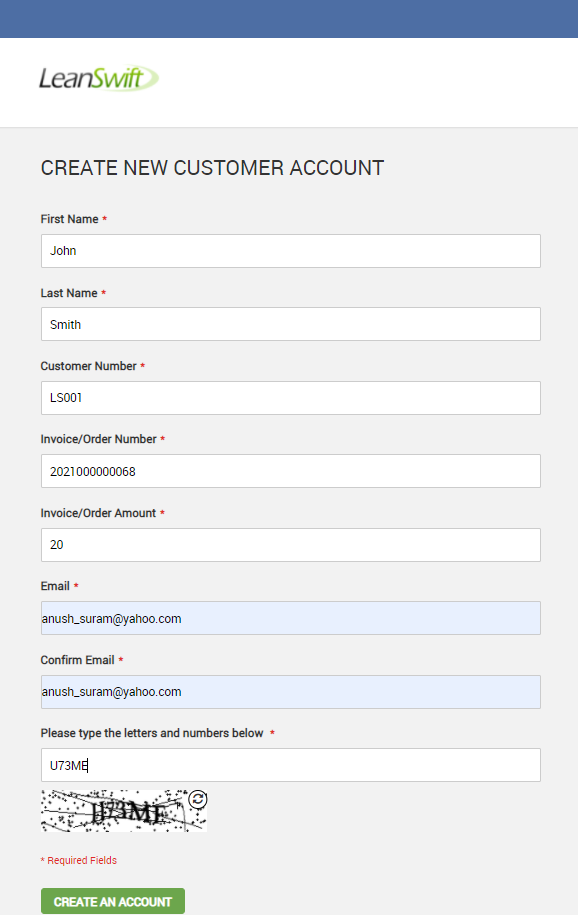 LeanSwift
CREATE NEW CUSTOMER ACCOUNT
First Name *
John
Last Name *
Smith
Customer Number *
LS001
Invoice/Order Number *
2021000000068
Invoice/Order Amount *
20
Email *
anush_suram@yahoo.com
Confirm Email *
anush_suram@yahoo.com
Please type the letters and numbers below *
U73ME
* Required Fields
CREATE AN ACCOUNT